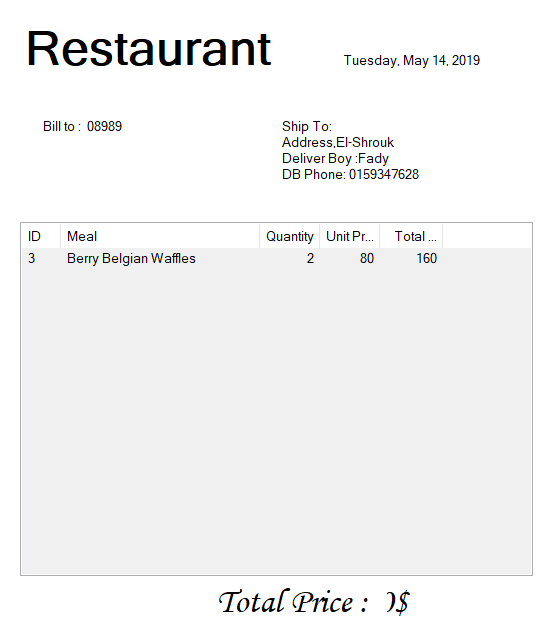 Restaurant
Tuesday, May 14, 2019
Bill to : 08989
Ship To:
Address,El-Shrouk
Deliver Boy :Fady
DB Phone: 0159347628
ID Meal Quantity Unit Pr... Total ...
3 Berry Belgian Waffles 2 80 160
Total Price : )$